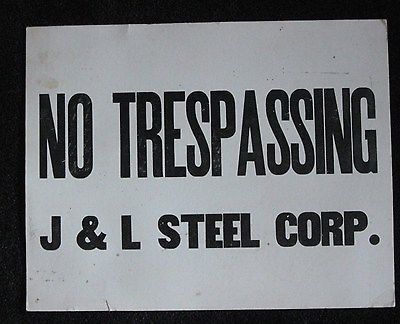 NO TRESPASSING
J & L STEEL CORP.